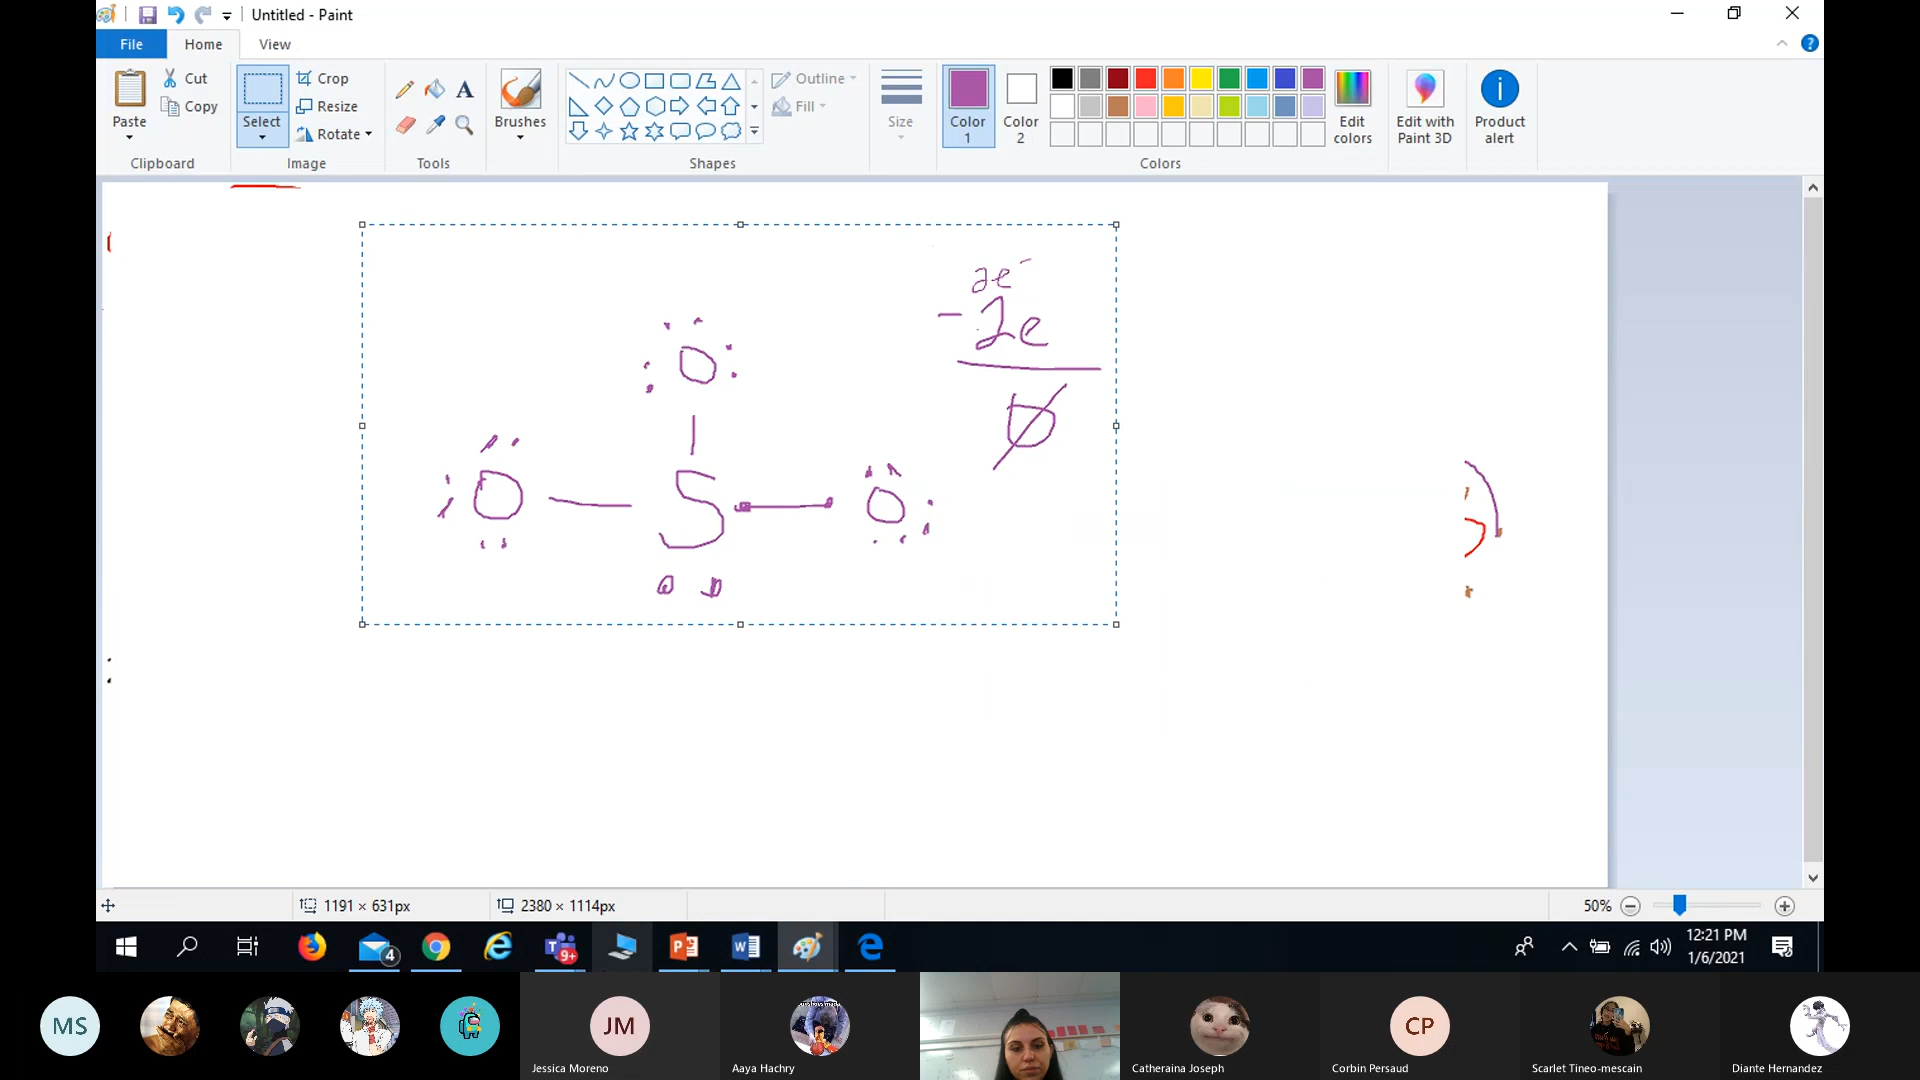 Untitled - Paint
File Home View
Paste
Cut
Copy
Clipboard
Select
Crop
Resize
Rotate
Image
Tools
Brushes
Shapes
Outline
Fill
Size
Color 1
Color 2
Colors
Edit colors
Edit with Paint 3D
Product alert
2e-
- 2e
0
O
O S O
1191 × 631px 2380 × 1114px 50%
4
9+
12:21 PM
1/6/2021
MS
JM
CP
Jessica Moreno Aaya Hachry Catheraina Joseph Corbin Persaud Scarlet Tineo-mescain Diante Hernandez